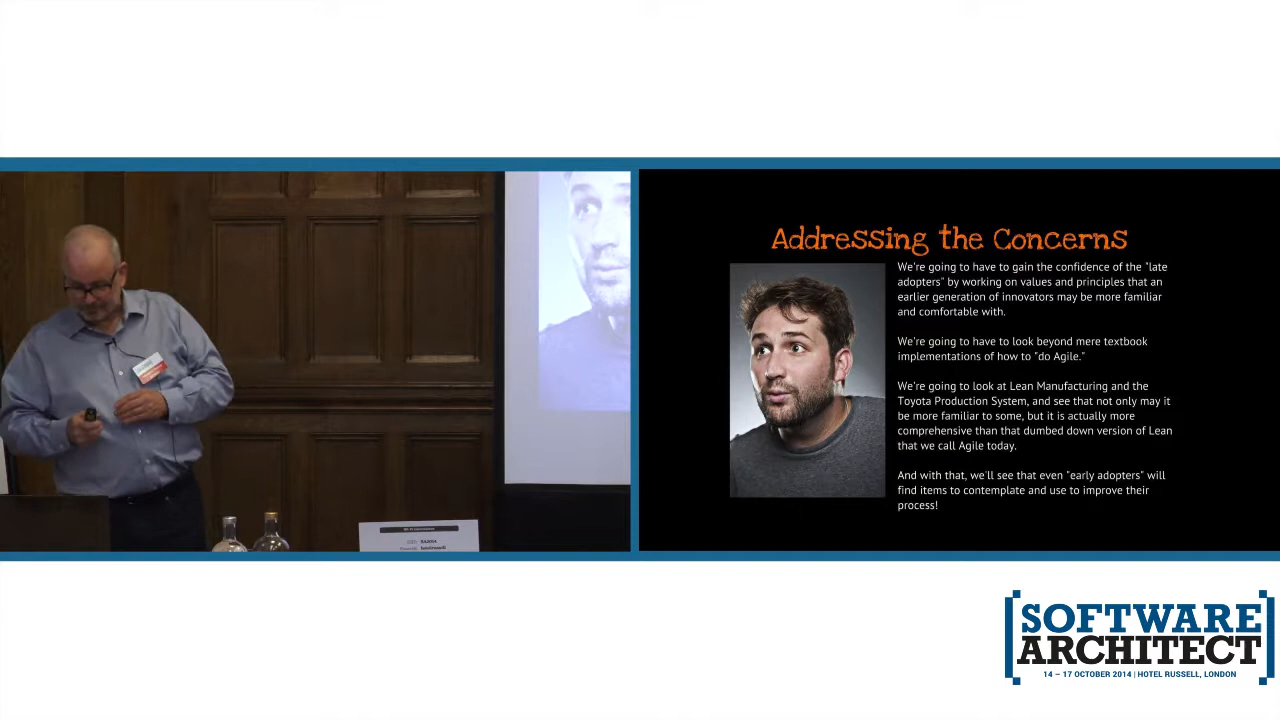 Addressing the Concerns
We're going to have to gain the confidence of the "late
adopters" by working on values and principles that an
earlier generation of innovators may be more familiar
and comfortable with.
We're going to have to look beyond mere textbook
implementations of how to "do Agile."
We're going to look at Lean Manufacturing and the
Toyota Production System, and see that not only may it
be more familiar to some, but it is actually more
comprehensive than that dumbed down version of Lean
that we call Agile today.
And with that, we'll see that even "early adopters" will
find items to contemplate and use to improve their
process!
SOFTWARE
ARCHITECT
14 – 17 OCTOBER 2014 | HOTEL RUSSELL, LONDON